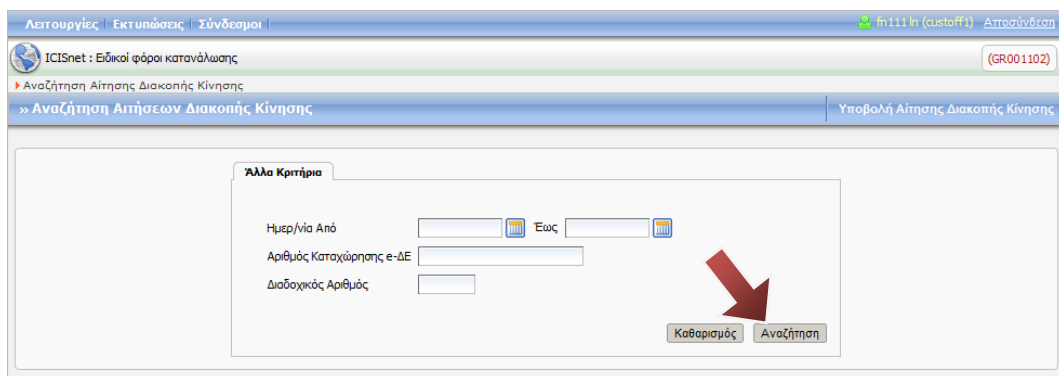 Λειτουργίες | Εκτυπώσεις | Σύνδεσμοι | fn111 ln (custoff1) Αποσύνδεση
ICISnet : Ειδικοί φόροι κατανάλωσης (GR001102)
Αναζήτηση Αίτησης Διακοπής Κίνησης
» Αναζήτηση Αιτήσεων Διακοπής Κίνησης Υποβολή Αίτησης Διακοπής Κίνησης
Άλλα Κριτήρια
Ημερ/νία Από Έως
Αριθμός Καταχώρησης e-ΔΕ
Διαδοχικός Αριθμός
Καθαρισμός Αναζήτηση